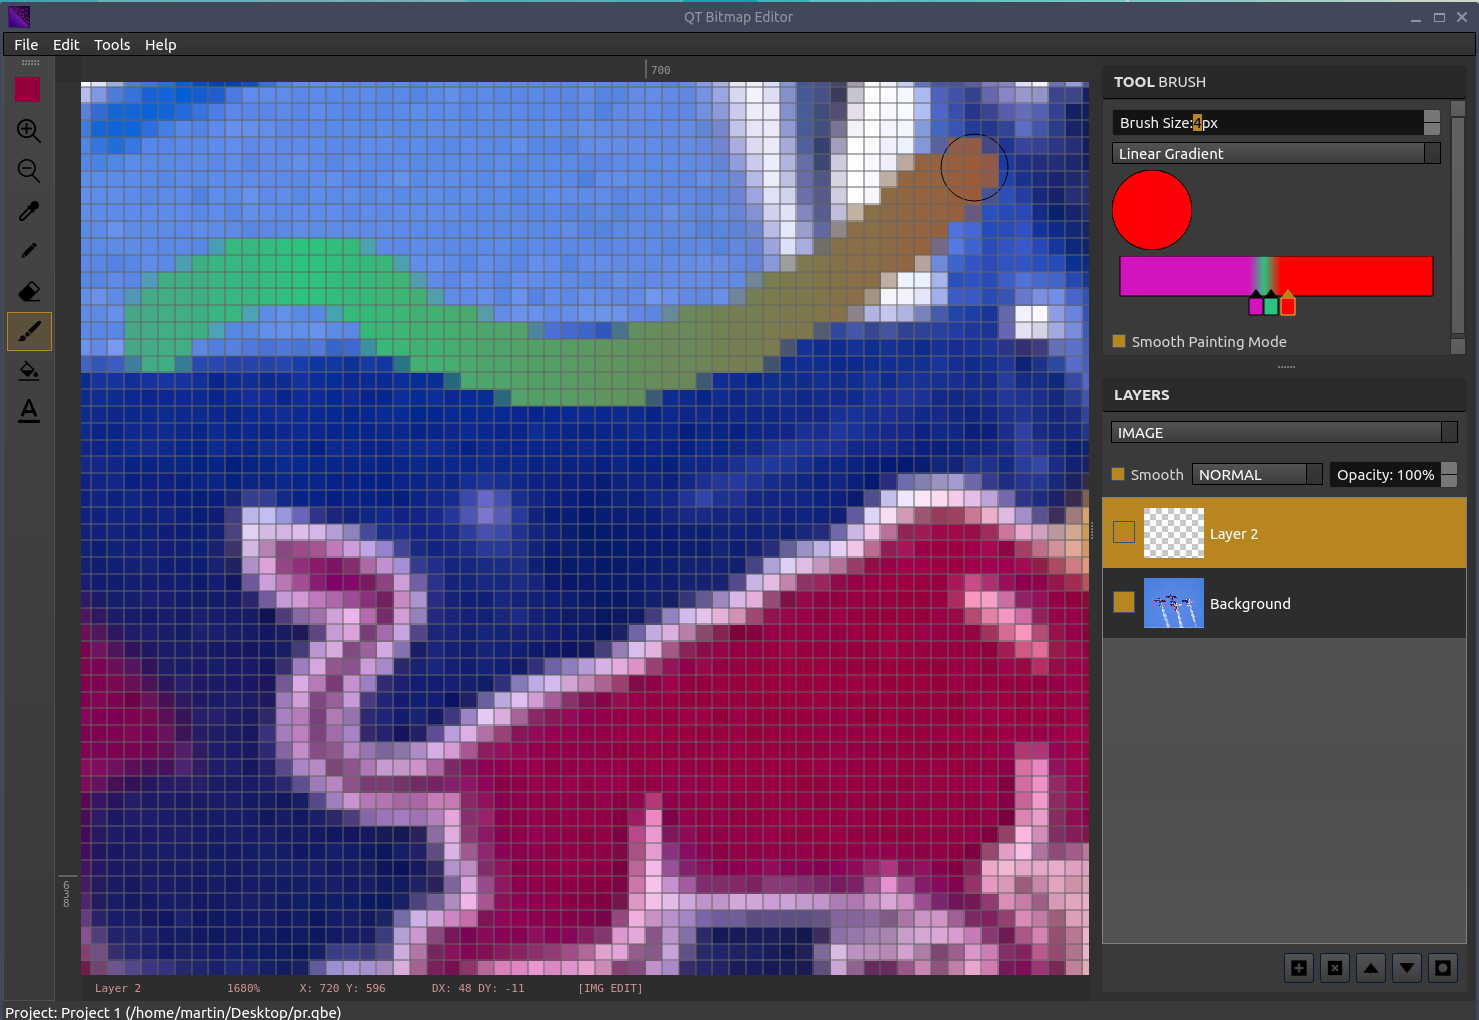 QT Bitmap Editor
File Edit Tools Help
700
TOOL BRUSH
Brush Size:4px
Linear Gradient
Smooth Painting Mode
LAYERS
IMAGE
Smooth NORMAL Opacity: 100%
Layer 2
Background
638
Layer 2 1680% X: 720 Y: 596 DX: 48 DY: -11 [IMG EDIT]
Project: Project 1 (/home/martin/Desktop/pr.qbe)